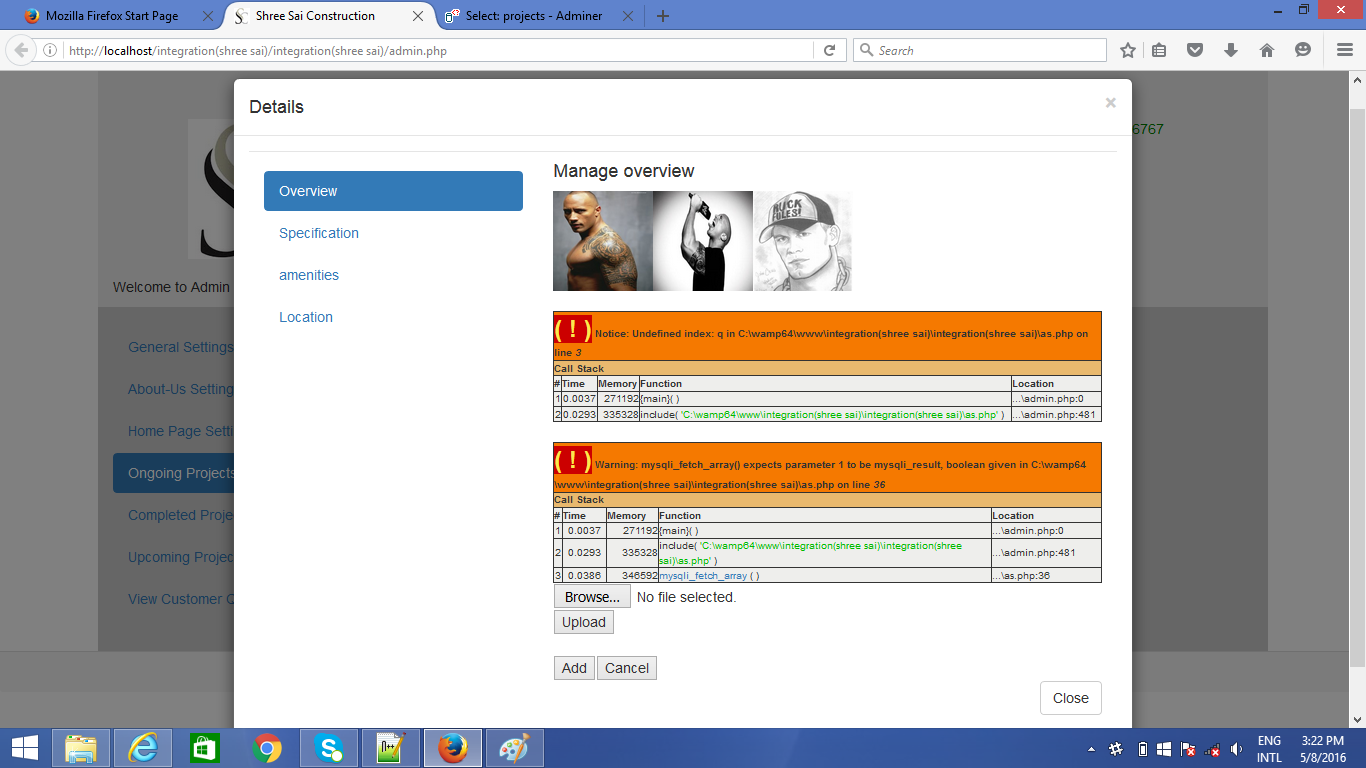 Mozilla Firefox Start Page
Shree Sai Construction
Select: projects - Adminer
http://localhost/integration(shree sai)/integration(shree sai)/admin.php
Search
Details
6767
Overview
Specification
amenities
Location
Welcome to Admin
General Settings
About-Us Setting
Home Page Setti
Ongoing Projects
Completed Proje
Upcoming Projec
View Customer
Manage overview
RULES!
( ! ) Notice: Undefined index: q in C:\wamp64\www\integration(shree sai)\integration(shree sai)\as.php on
line 3
Call Stack
# Time Memory Function Location
1 0.0037 271192 {main}( ) ...\admin.php:0
2 0.0293 335328 include( 'C:\wamp64\www\integration(shree sai)\integration(shree sai)\as.php' ) ...\admin.php:481
( ! ) Warning: mysqli_fetch_array() expects parameter 1 to be mysqli_result, boolean given in C:\wamp64
\www\integration(shree sai)\integration(shree sai)\as.php on line 36
Call Stack
# Time Memory Function Location
1 0.0037 271192 {main}( ) ...\admin.php:0
2 0.0293 335328 include( 'C:\wamp64\www\integration(shree sai)\integration(shree
sai)\as.php' ) ...\admin.php:481
3 0.0386 346592 mysqli_fetch_array ( ) ...\as.php:36
Browse... No file selected.
Upload
Add Cancel
Close
ENG 3:22 PM
INTL 5/8/2016